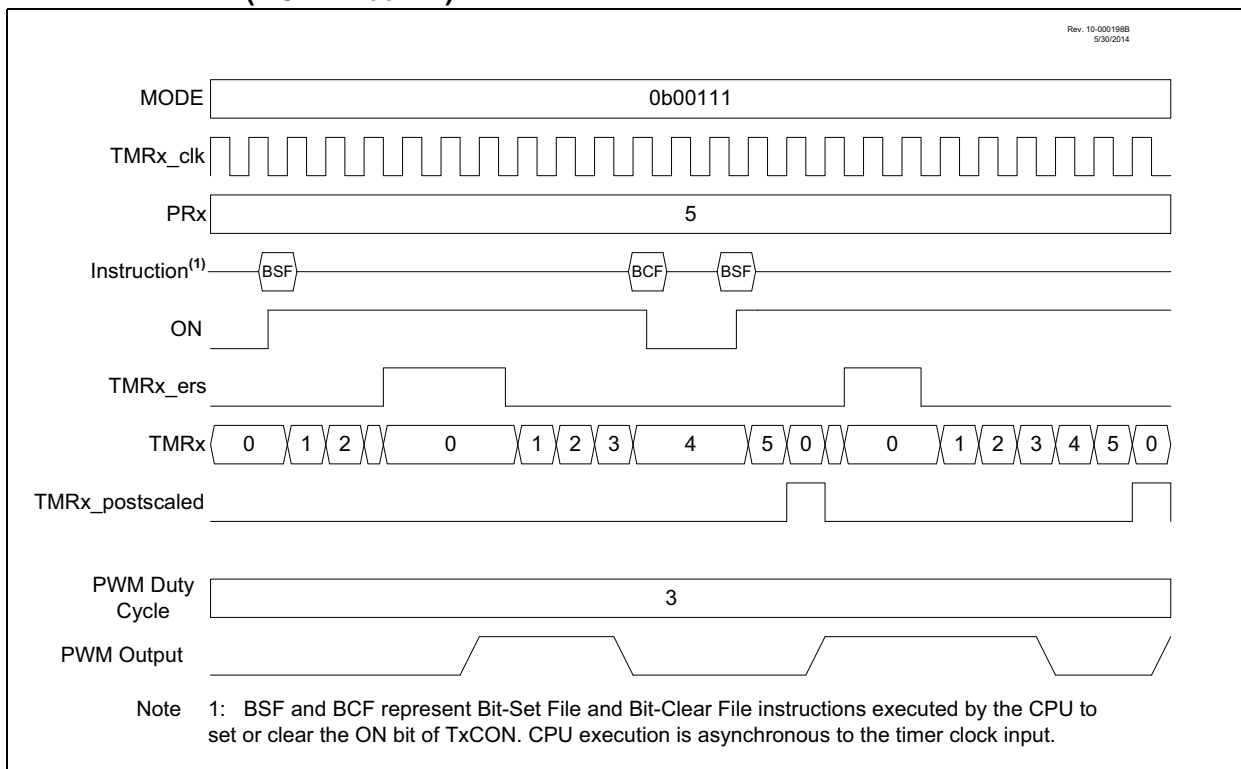 Rev. 10-000198B
5/30/2014
MODE 0b00111
TMRx_clk
PRx 5
Instruction(1) BSF BCF BSF
ON
TMRx_ers
TMRx 0 1 2 0 1 2 3 4 5 0 0 1 2 3 4 5 0
TMRx_postscaled
PWM Duty
Cycle 3
PWM Output
Note 1: BSF and BCF represent Bit-Set File and Bit-Clear File instructions executed by the CPU to
set or clear the ON bit of TxCON. CPU execution is asynchronous to the timer clock input.